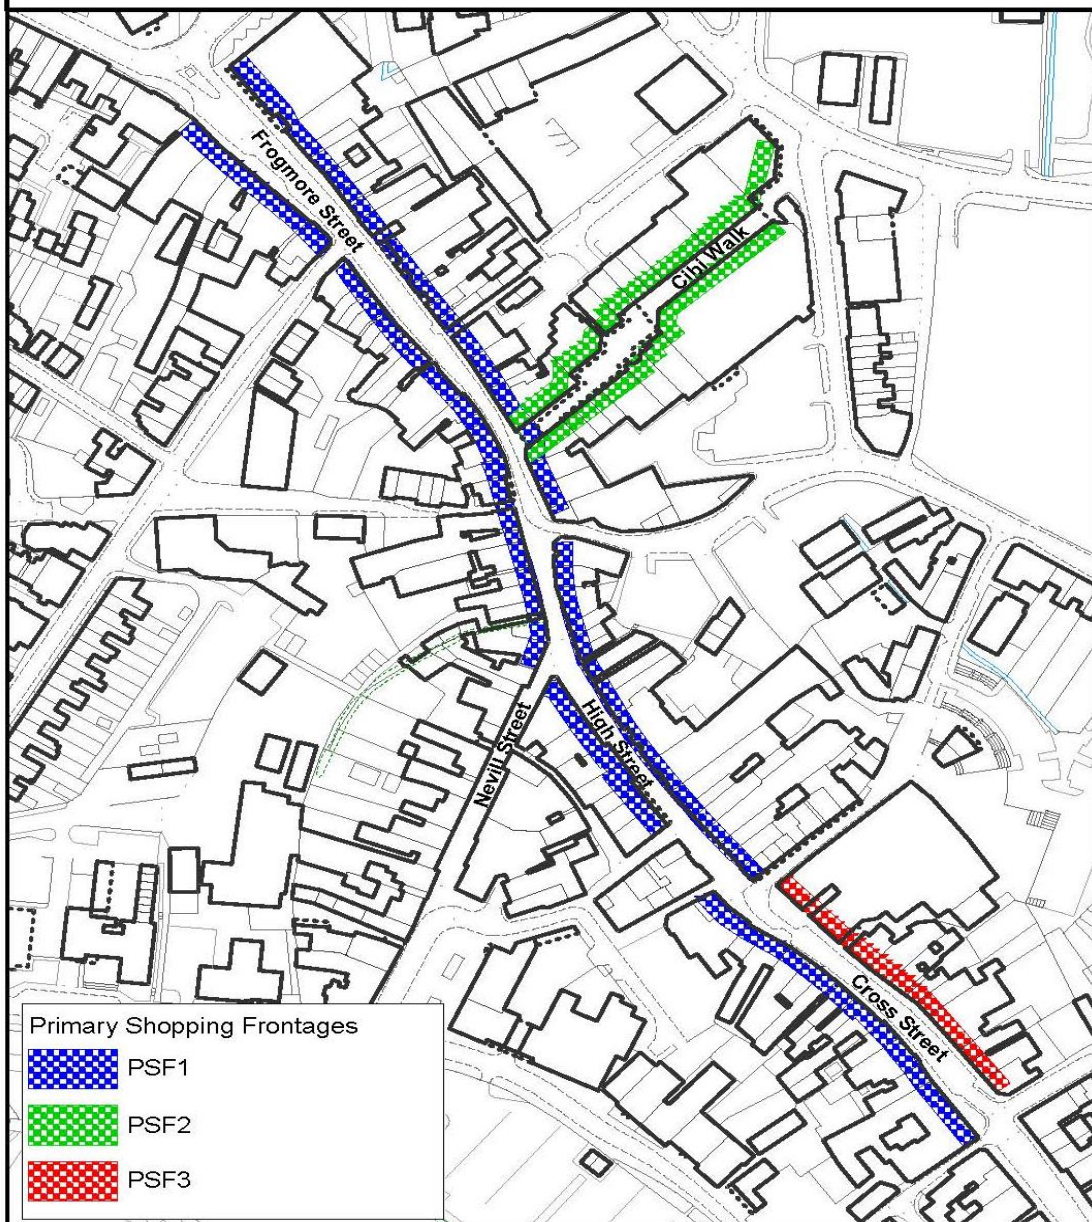 Frogmore Street
Cibi Walk
High Street
Nevill Street
Cross Street
Primary Shopping Frontages
PSF1
PSF2
PSF3